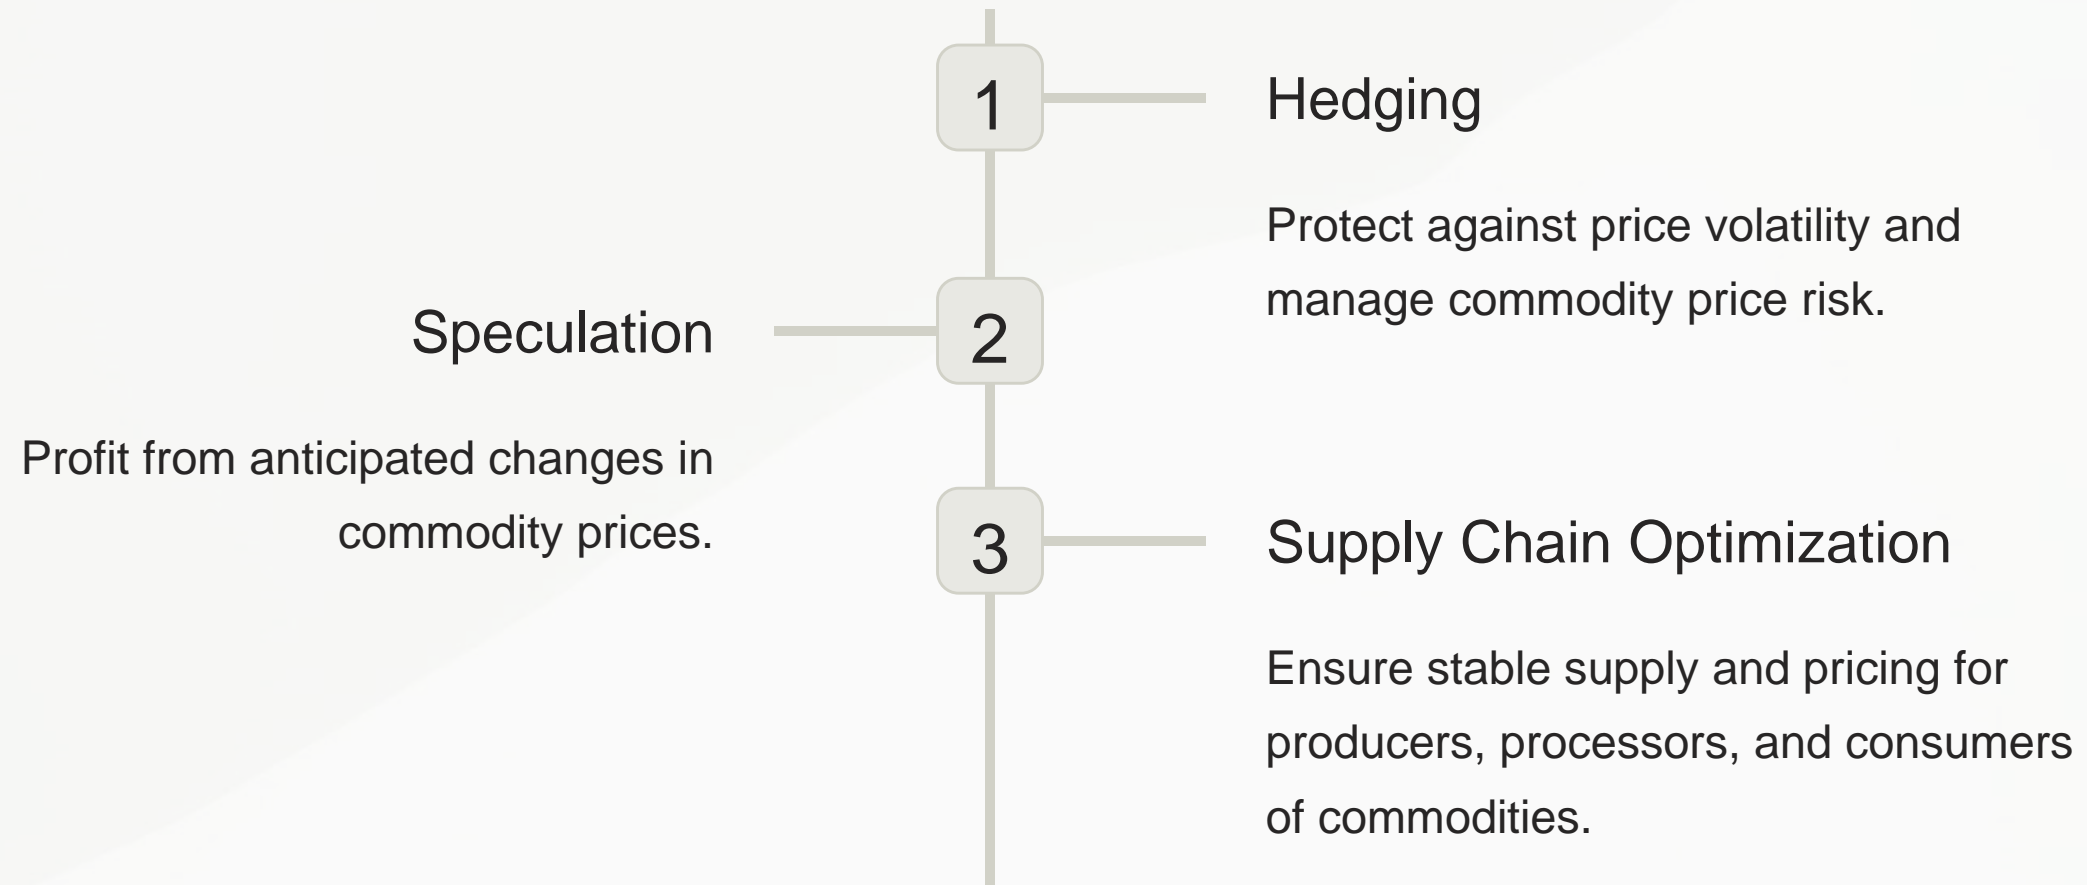 1
Hedging
Protect against price volatility and
manage commodity price risk.
2
Speculation
Profit from anticipated changes in
commodity prices.
3
Supply Chain Optimization
Ensure stable supply and pricing for
producers, processors, and consumers
of commodities.